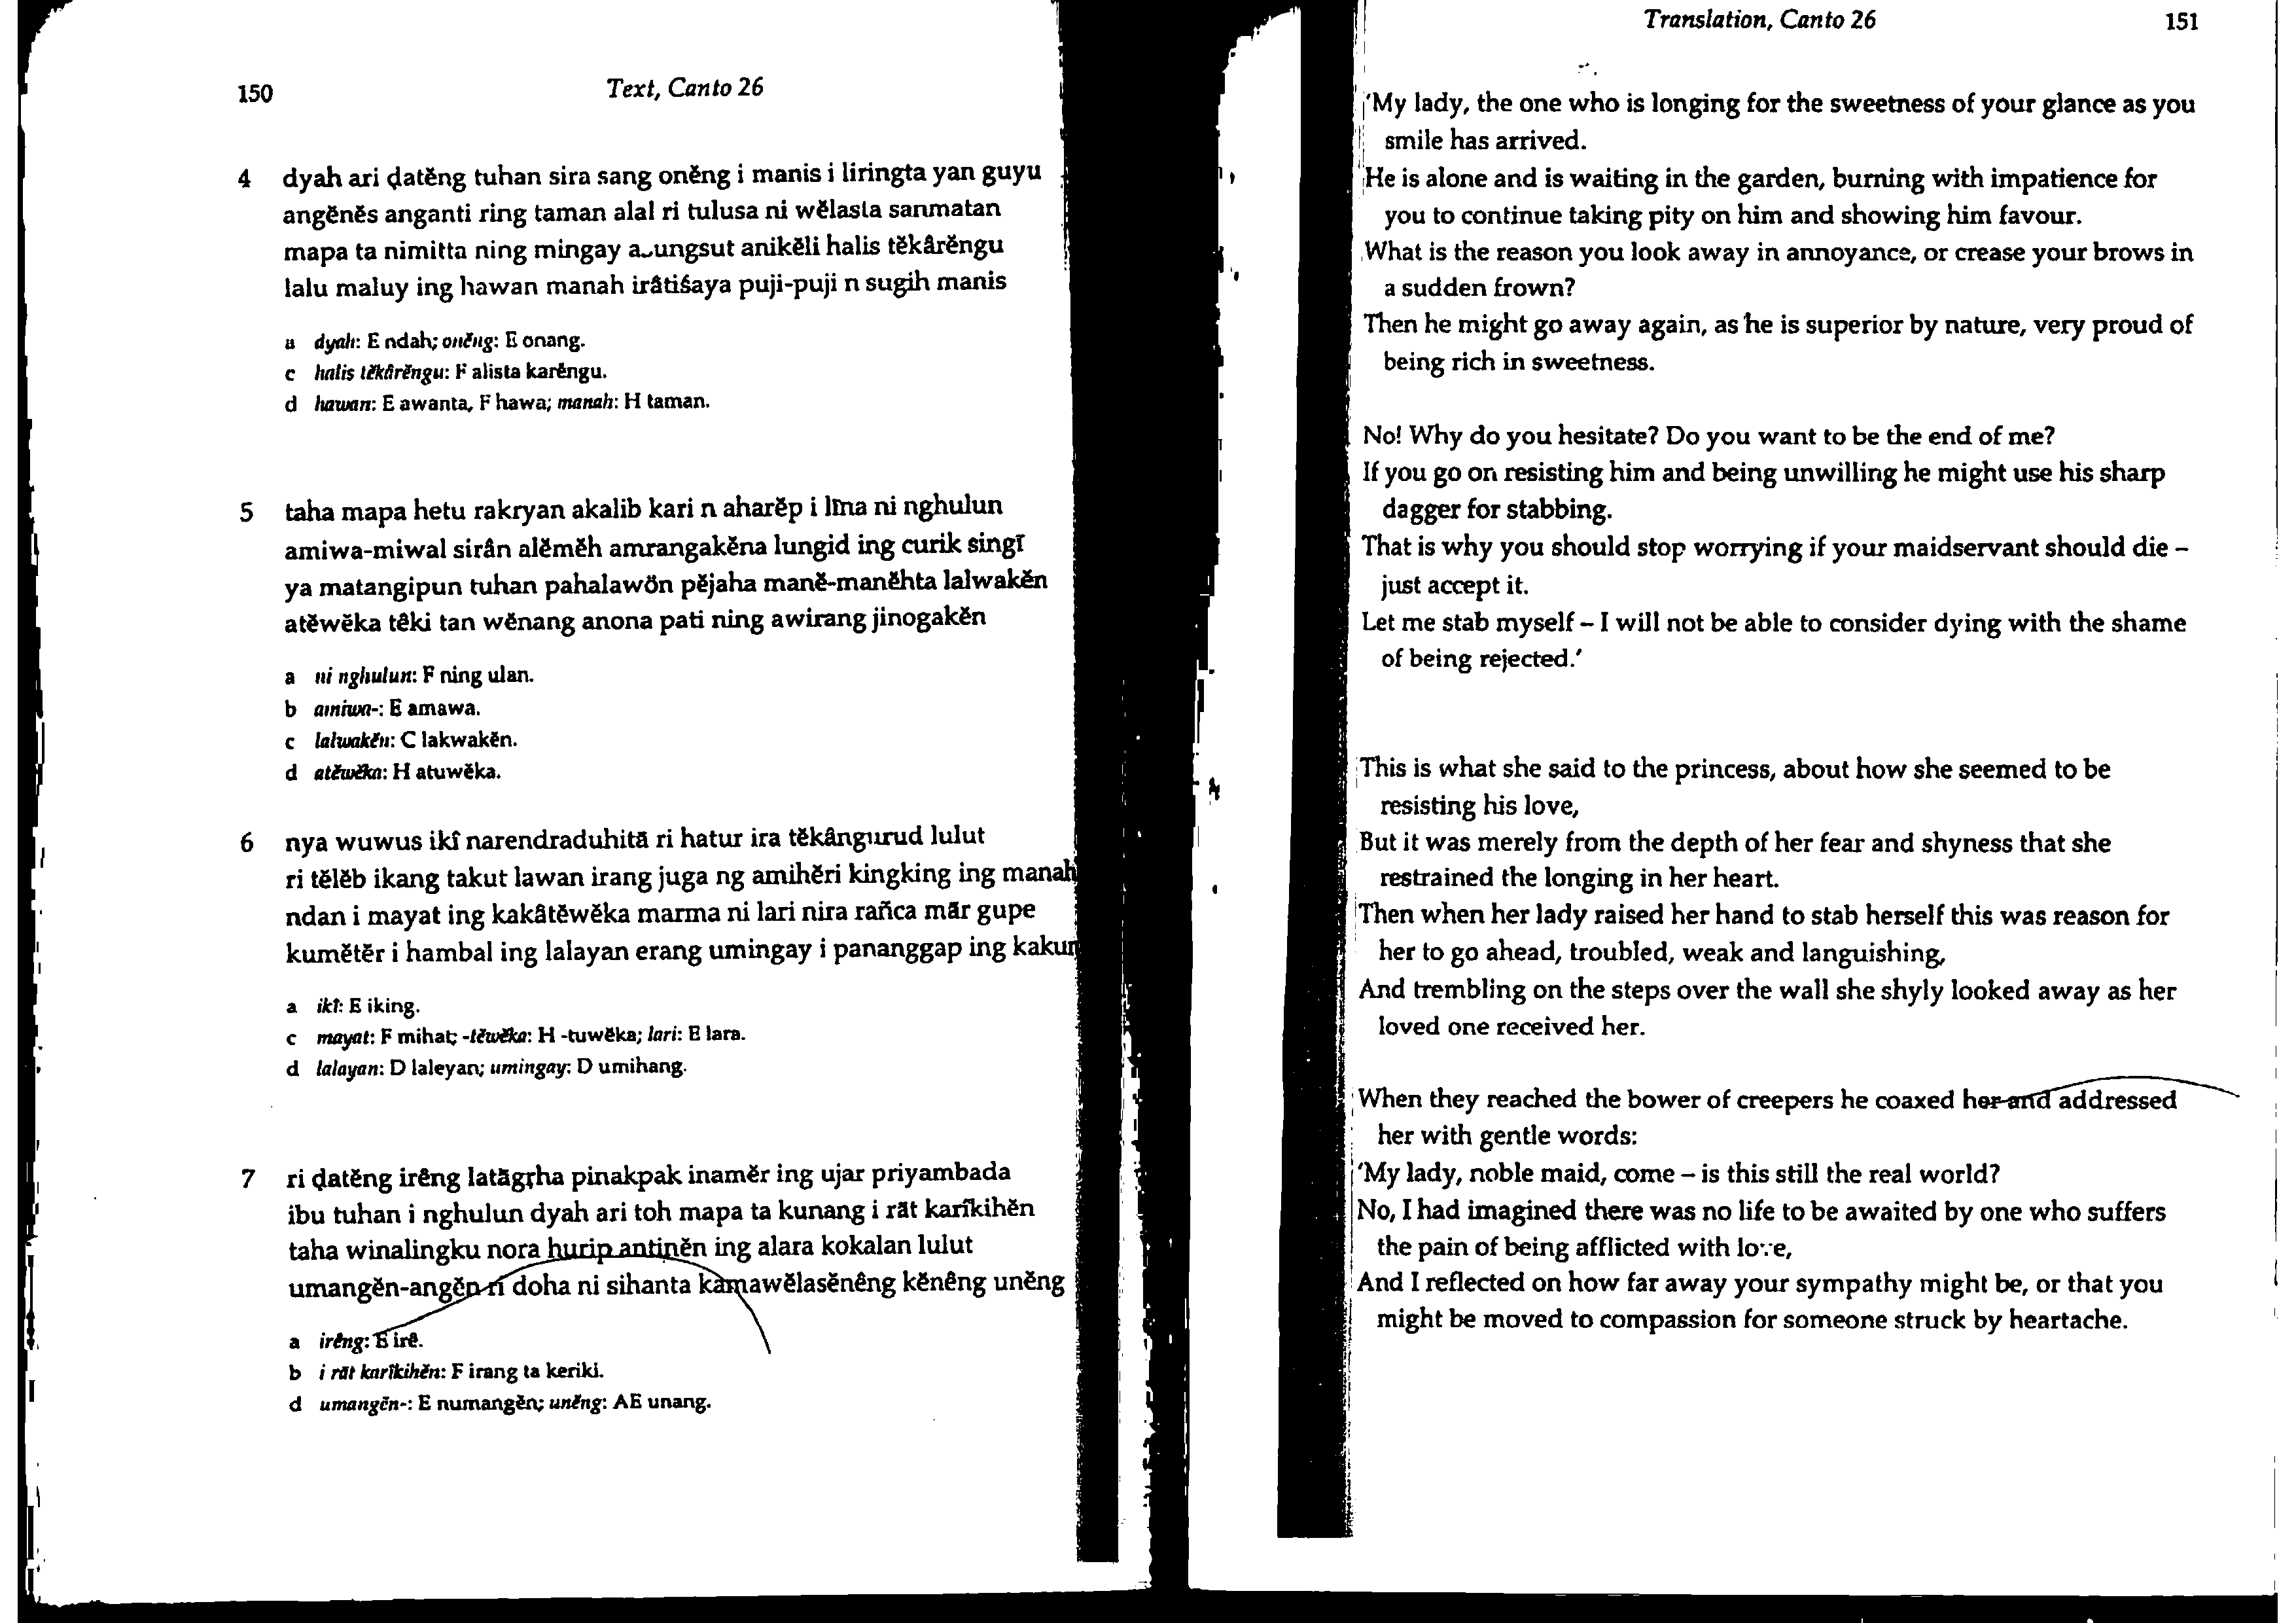 150
Text, Canto 26
4 dyah ari ḍatĕng tuhan sira sang onĕng i manis i liringta yan guyu
angĕnĕs anganti ring taman alal ri tulusa ni wĕlasta sanmatan
mapa ta nimitta ning mingay anikĕli halis tĕkârĕngu
lalu maluy ing hawan manah irâtiśaya puji-puji n sugih manis
a dyah: E ndah; onĕng: E onang.
c halis tĕkârĕngu: F alista karĕngu.
d hawan: E awanta, F hawa; manah: H taman.
5 taha mapa hetu rakryan akalib kari n aharĕp i līna ni nghulun
amiwa-miwal sirân alĕmĕh amrangakĕna lungid ing curik singī
ya matangipun tuhan pahalawön pĕjaha manĕ-manĕhta lalwakĕn
atĕwĕka têki tan wĕnang anona pati ning awirang jinogakĕn
a ni nghulun: F ning ulan.
b amiwa-: E amawa.
c lalwakĕn: C lakwakĕn.
d atĕwĕka: H atuwĕka.
6 nya wuwus ikî narendraduhitā ri hatur ira tĕkângurud lulut
ri tĕlĕb ikang takut lawan irang juga ng amihĕri kingking ing manah
ndan i mayat ing kakâtĕwĕka marma ni lari nira rañca mār gupe
kumĕtĕr i hambal ing lalayan erang umingay i pananggap ing kakun
a ikî: E iking.
c mayat: F mihat; -tĕwĕka: H -tuwĕka; lari: E lara.
d lalayan: D laleyan; umingay: D umihang.
7 ri ḍatĕng irêng latāgṛha pinakpak inamĕr ing ujar priyambada
ibu tuhan i nghulun dyah ari toh mapa ta kunang i rāt karîkihĕn
taha winalingku nora hurip antinĕn ing alara kokalan lulut
umangĕn-angĕn ri doha ni sihanta kamawĕlasĕnêng kĕnêng unĕng
a irêng: E irê.
b i rāt karîkihĕn: F irang ta keriki.
d umangĕn-: E numangĕn; unĕng: AE unang.
Translation, Canto 26
151
'My lady, the one who is longing for the sweetness of your glance as you
smile has arrived.
He is alone and is waiting in the garden, burning with impatience for
you to continue taking pity on him and showing him favour.
What is the reason you look away in annoyance, or crease your brows in
a sudden frown?
Then he might go away again, as he is superior by nature, very proud of
being rich in sweetness.
No! Why do you hesitate? Do you want to be the end of me?
If you go on resisting him and being unwilling he might use his sharp
dagger for stabbing.
That is why you should stop worrying if your maidservant should die –
just accept it.
Let me stab myself – I will not be able to consider dying with the shame
of being rejected.'
This is what she said to the princess, about how she seemed to be
resisting his love,
But it was merely from the depth of her fear and shyness that she
restrained the longing in her heart.
Then when her lady raised her hand to stab herself this was reason for
her to go ahead, troubled, weak and languishing,
And trembling on the steps over the wall she shyly looked away as her
loved one received her.
When they reached the bower of creepers he coaxed her and addressed
her with gentle words:
'My lady, noble maid, come – is this still the real world?
No, I had imagined there was no life to be awaited by one who suffers
the pain of being afflicted with love,
And I reflected on how far away your sympathy might be, or that you
might be moved to compassion for someone struck by heartache.